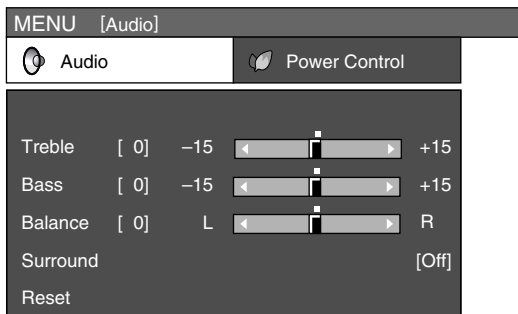 MENU [Audio]
Audio Power Control
Treble [ 0] –15 +15
Bass [ 0] –15 +15
Balance [ 0] L R
Surround [Off]
Reset